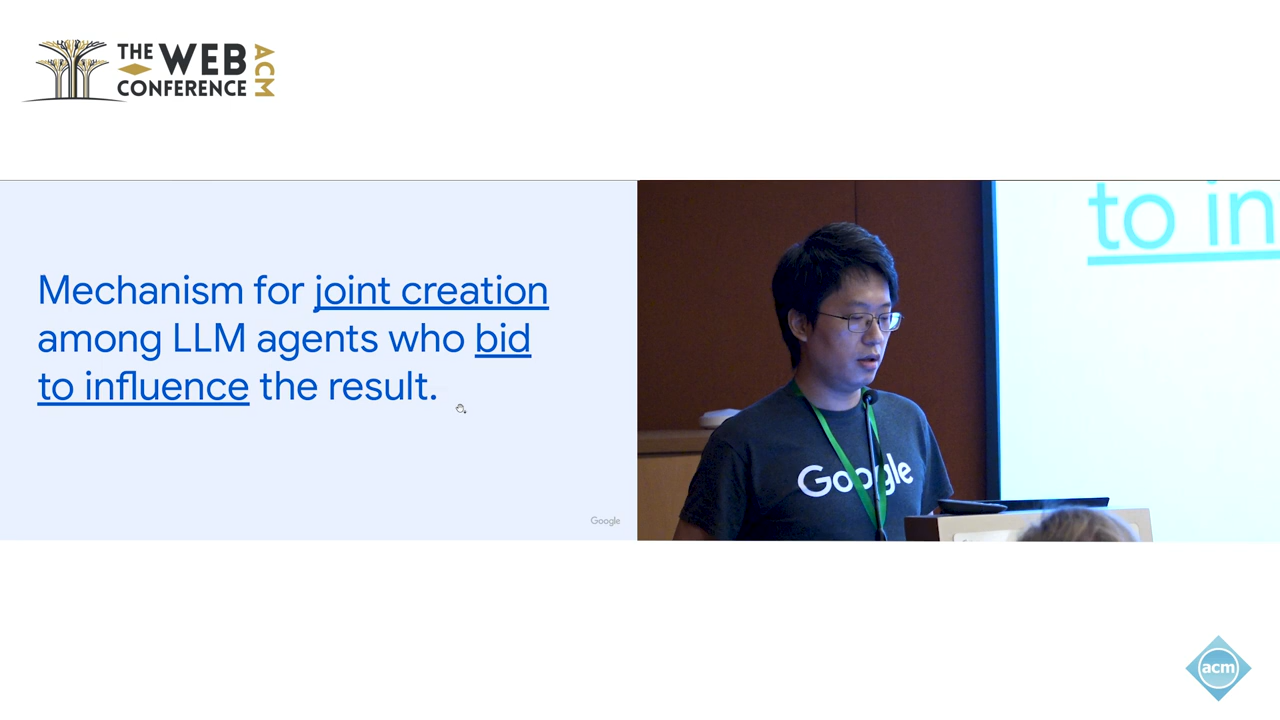 THE WEB
CONFERENCE
ACM
Mechanism for joint creation
among LLM agents who bid
to influence the result.
Google
to in
Google
acm